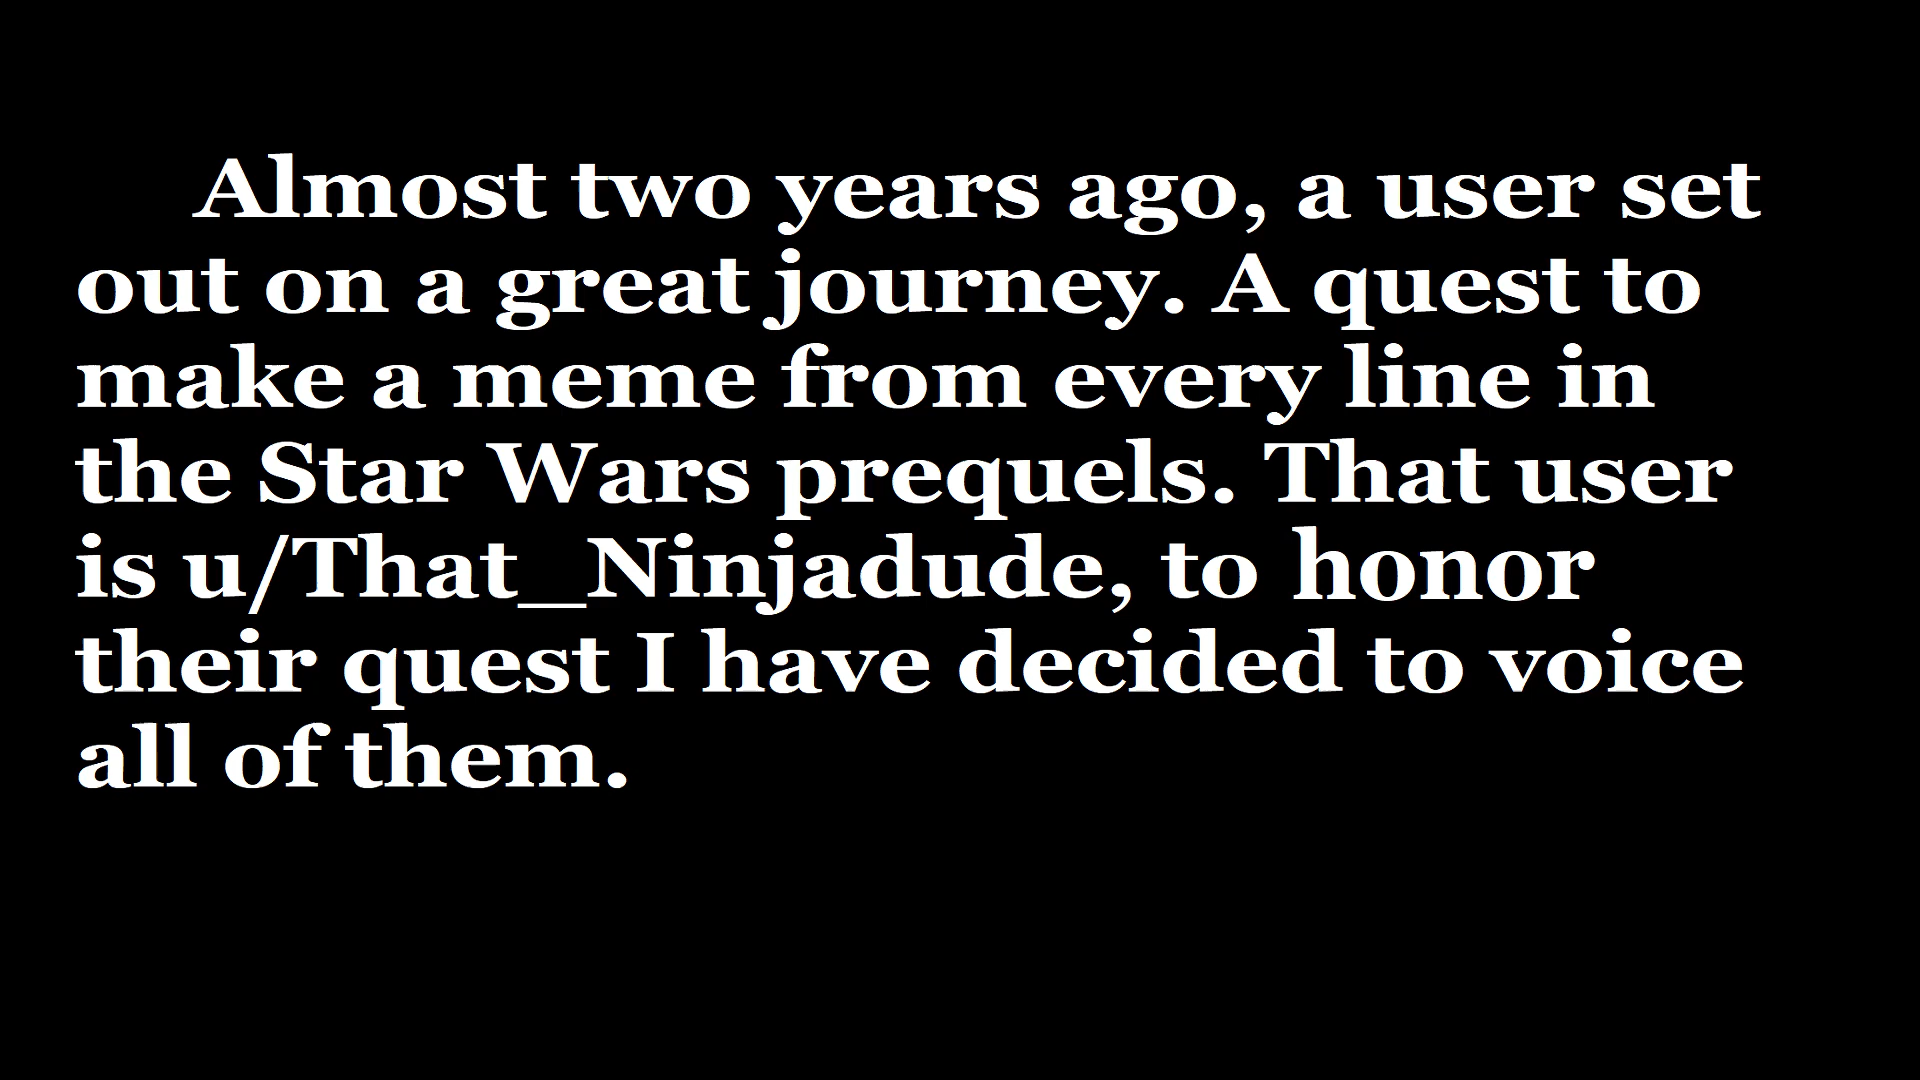 Almost two years ago, a user set
out on a great journey. A quest to
make a meme from every line in
the Star Wars prequels. That user
is u/That_Ninjadude, to honor
their quest I have decided to voice
all of them.